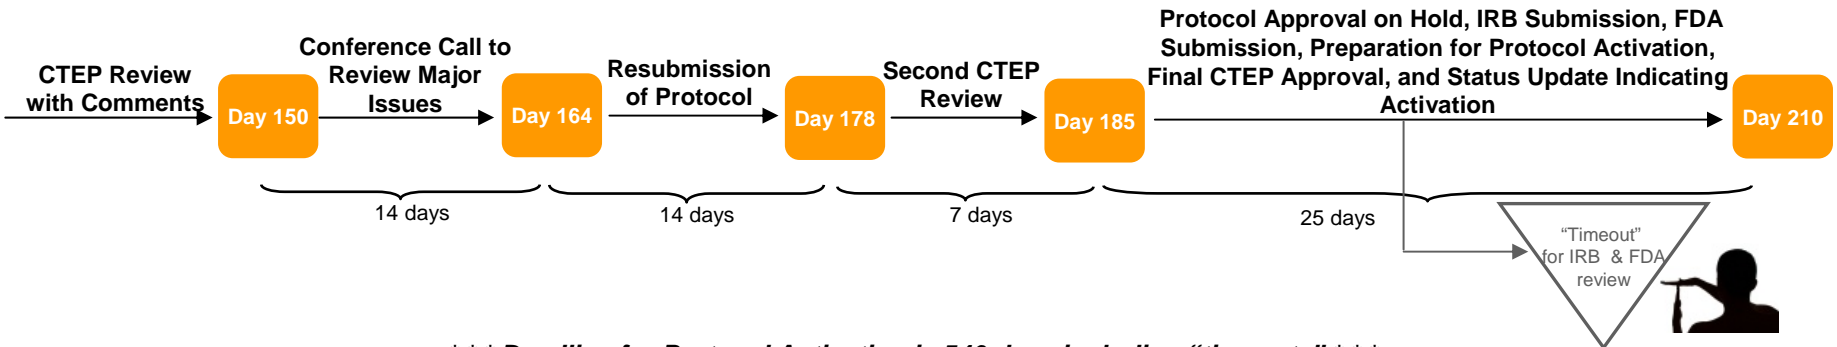 CTEP Review
with Comments
Day 150
Conference Call to
Review Major
Issues
Day 164
Resubmission
of Protocol
Day 178
Second CTEP
Review
Day 185
Protocol Approval on Hold, IRB Submission, FDA
Submission, Preparation for Protocol Activation,
Final CTEP Approval, and Status Update Indicating
Activation
Day 210
14 days
14 days
7 days
25 days
“Timeout”
for IRB & FDA
review